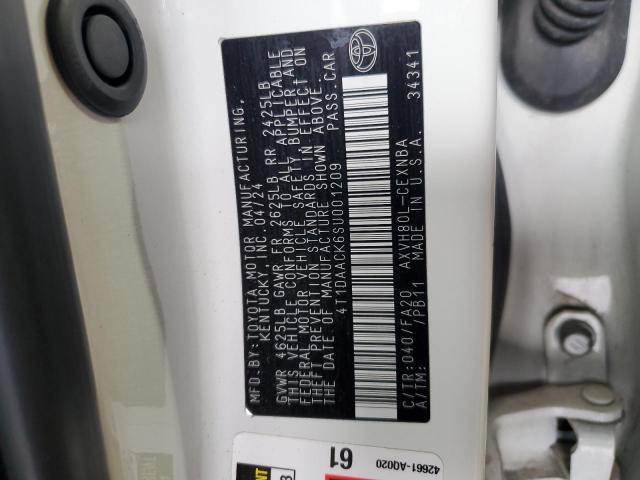 MFD. BY: TOYOTA MOTOR MANUFACTURING,
KENTUCKY, INC. 04/24
GVWR 4625LB GAWR FR 2625LB RR 2425LB
THIS VEHICLE CONFORMS TO ALL APPLICABLE
FEDERAL MOTOR VEHICLE SAFETY BUMPER, AND
THEFT PREVENTION STANDARDS IN EFFECT ON
THE DATE OF MANUFACTURE SHOWN ABOVE.
4T1DAACK6SU001209 PASS. CAR
C/TR: 040/FA20 AXVH80L-CEXNBA
A/TM: /PB11 MADE IN U.S.A. 34341
61
42661-AQ020